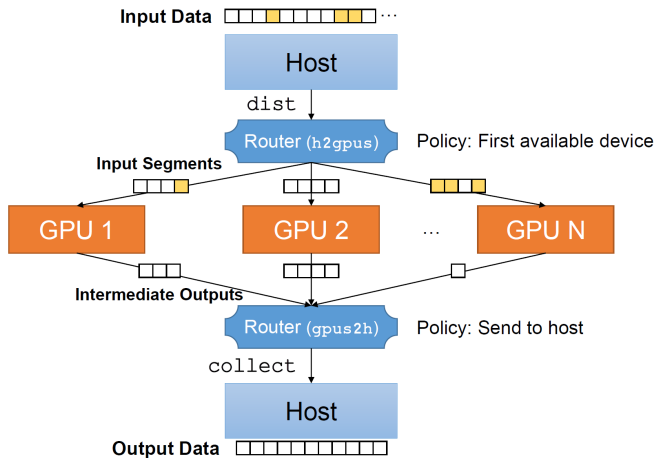 Input Data ...
Host
dist
Router (h2gpus)
Policy: First available device
Input Segments
GPU 1
GPU 2
...
GPU N
Intermediate Outputs
Router (gpus2h)
Policy: Send to host
collect
Host
Output Data